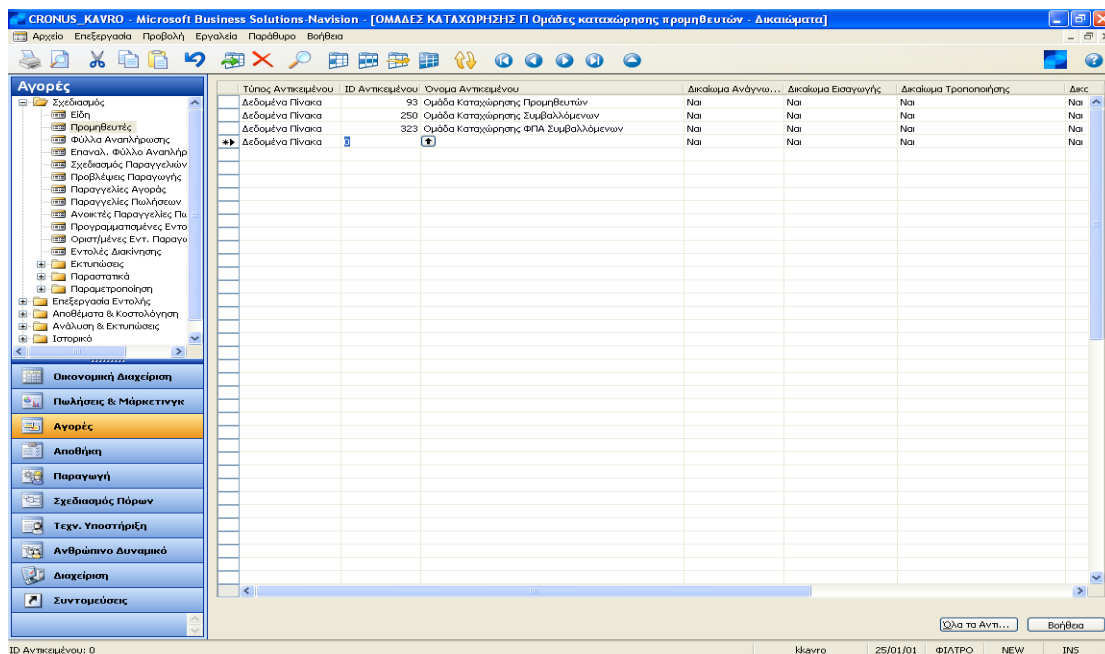 CRONUS_KAVRO - Microsoft Business Solutions-Navision - [ΟΜΑΔΕΣ ΚΑΤΑΧΩΡΗΣΗΣ Π Ομάδες καταχώρησης προμηθευτών - Δικαιώματα]
Αρχείο Επεξεργασία Προβολή Εργαλεία Παράθυρο Βοήθεια
Αγορές
Σχεδιασμός
Είδη
Προμηθευτές
Φύλλα Αναπλήρωσης
Επαναλ. Φύλλο Αναπλήρ
Σχεδιασμός Παραγγελιών
Προβλέψεις Παραγωγής
Παραγγελίες Αγοράς
Παραγγελίες Πωλήσεων
Ανοικτές Παραγγελίες Πω
Προγραμματισμένες Εντο
Οριστ/μένες Εντ. Παραγω
Εντολές Διακίνησης
Εκτυπώσεις
Παραστατικά
Παραμετροποίηση
Επεξεργασία Εντολής
Αποθέματα & Κοστολόγηση
Ανάλυση & Εκτυπώσεις
Ιστορικό
Οικονομική Διαχείριση
Πωλήσεις & Μάρκετινγκ
Αγορές
Αποθήκη
Παραγωγή
Σχεδιασμός Πόρων
Τεχν. Υποστήριξη
Ανθρώπινο Δυναμικό
Διαχείριση
Συντομεύσεις
Τύπος Αντικειμένου ID Αντικειμένου Όνομα Αντικειμένου Δικαίωμα Ανάγνω... Δικαίωμα Εισαγωγής Δικαίωμα Τροποποίησης Δικα
Δεδομένα Πίνακα 93 Ομάδα Καταχώρησης Προμηθευτών Ναι Ναι Ναι Ναι
Δεδομένα Πίνακα 250 Ομάδα Καταχώρησης Συμβαλλόμενων Ναι Ναι Ναι Ναι
Δεδομένα Πίνακα 323 Ομάδα Καταχώρησης ΦΠΑ Συμβαλλόμενων Ναι Ναι Ναι Ναι
Δεδομένα Πίνακα 0 Ναι Ναι Ναι Ναι
Όλα τα Αντι... Βοήθεια
ID Αντικειμένου: 0 kkavro 25/01/01 ΦΙΛΤΡΟ NEW INS